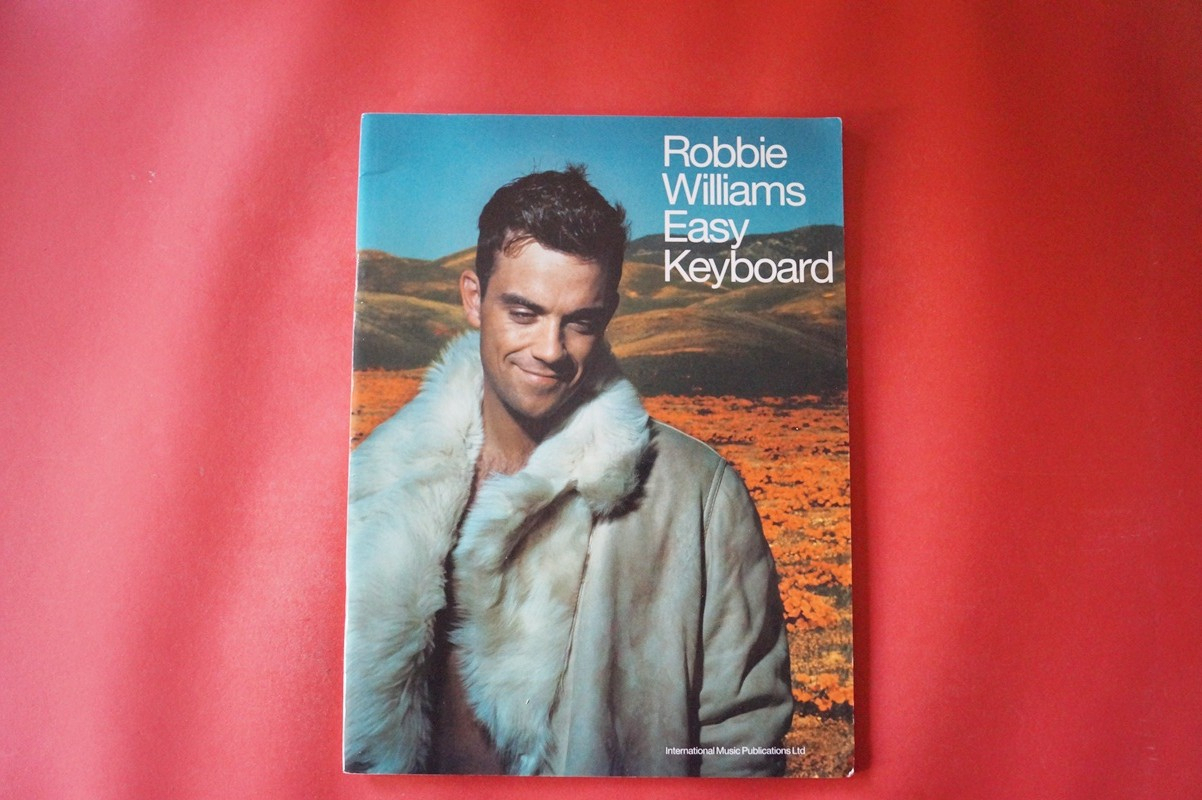 Robbie
Williams
Easy
Keyboard
International Music Publications Ltd